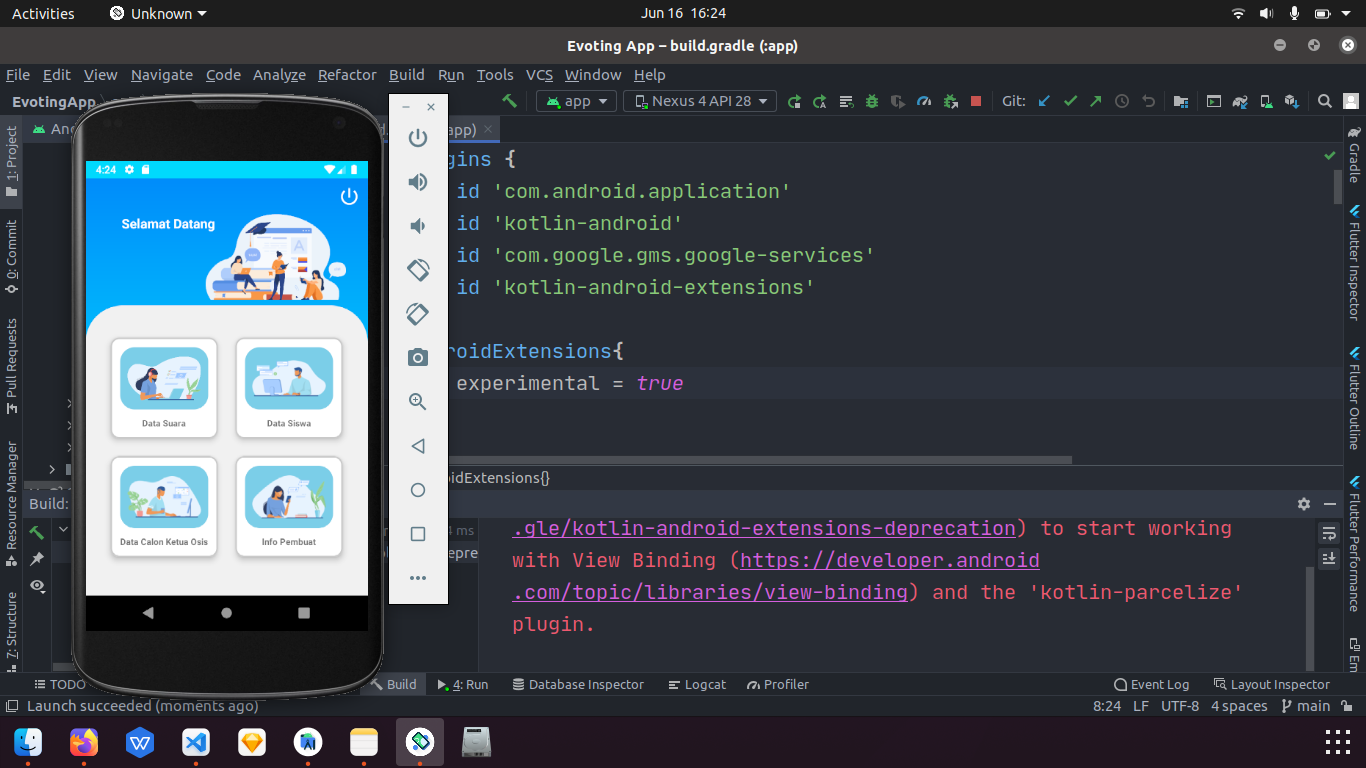 Activities
Unknown
Jun 16 16:24
Evoting App – build.gradle (:app)
File Edit View Navigate Code Analyze Refactor Build Run Tools VCS Window Help
EvotingApp
app
Nexus 4 API 28
Git:
app)
1: Project
0: Commit
Pull Requests
Resource Manager
7: Structure
4:24
Selamat Datang
Data Suara
Data Siswa
Data Calon Ketua Osis
Info Pembuat
gins {
id 'com.android.application'
id 'kotlin-android'
id 'com.google.gms.google-services'
id 'kotlin-android-extensions'
roidExtensions{
experimental = true
oidExtensions{}
Build:
4 ms
epre
.gle/kotlin-android-extensions-deprecation) to start working
with View Binding (https://developer.android
.com/topic/libraries/view-binding) and the 'kotlin-parcelize'
plugin.
Gradle
Flutter Inspector
Flutter Outline
Flutter Performance
Em
TODO
Build
4: Run
Database Inspector
Logcat
Profiler
Event Log
Layout Inspector
Launch succeeded (moments ago)
8:24 LF UTF-8 4 spaces main